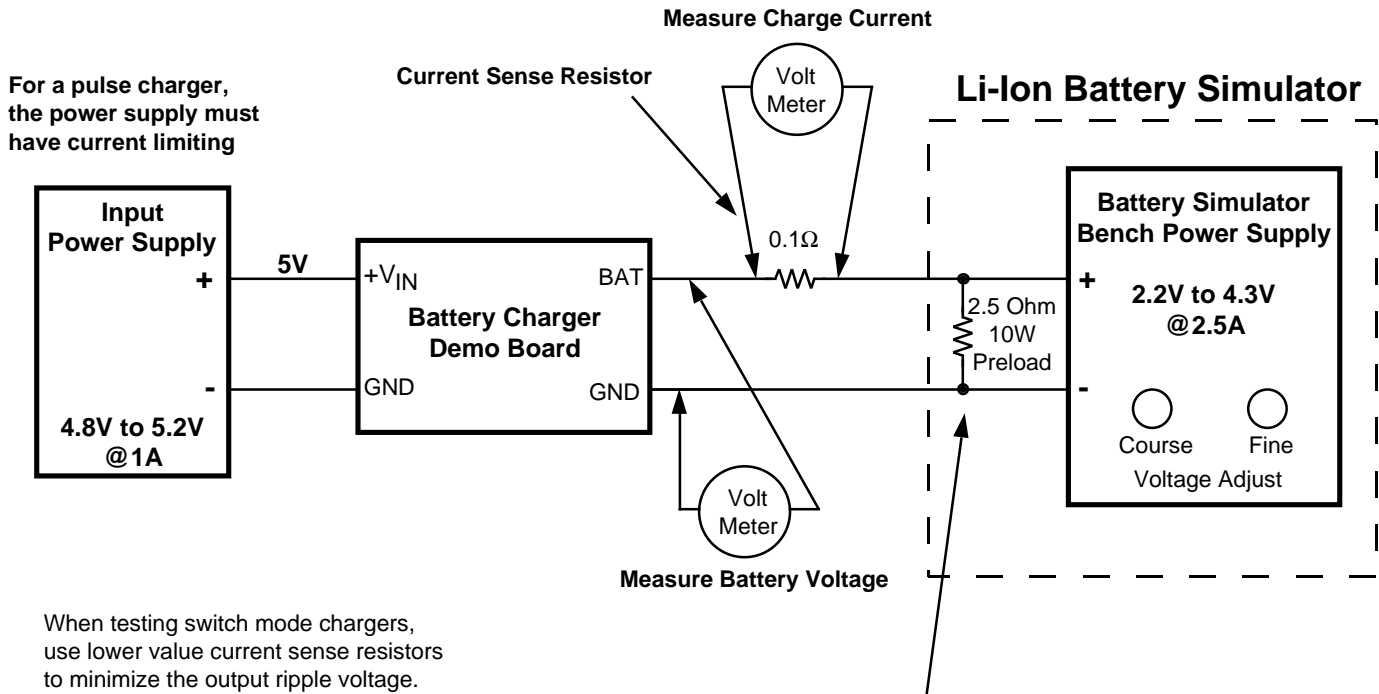 Measure Charge Current
Current Sense Resistor
Volt
Meter
For a pulse charger,
the power supply must
have current limiting
Li-Ion Battery Simulator
Input
Power Supply
+
-
4.8V to 5.2V
@1A
5V
+VIN
GND
Battery Charger
Demo Board
BAT
GND
0.1Ω
2.5 Ohm
10W
Preload
Battery Simulator
Bench Power Supply
+
2.2V to 4.3V
@2.5A
-
Course
Fine
Voltage Adjust
Volt
Meter
Measure Battery Voltage
When testing switch mode chargers,
use lower value current sense resistors
to minimize the output ripple voltage.